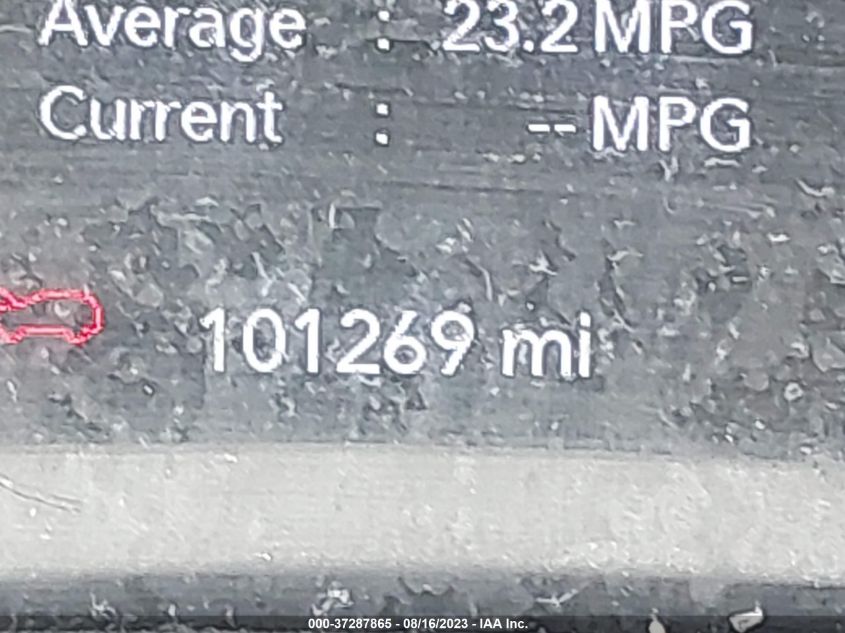 Average : 23.2 MPG
Current : -- MPG
101269 mi
000-37287865 - 08/16/2023 - IAA Inc.